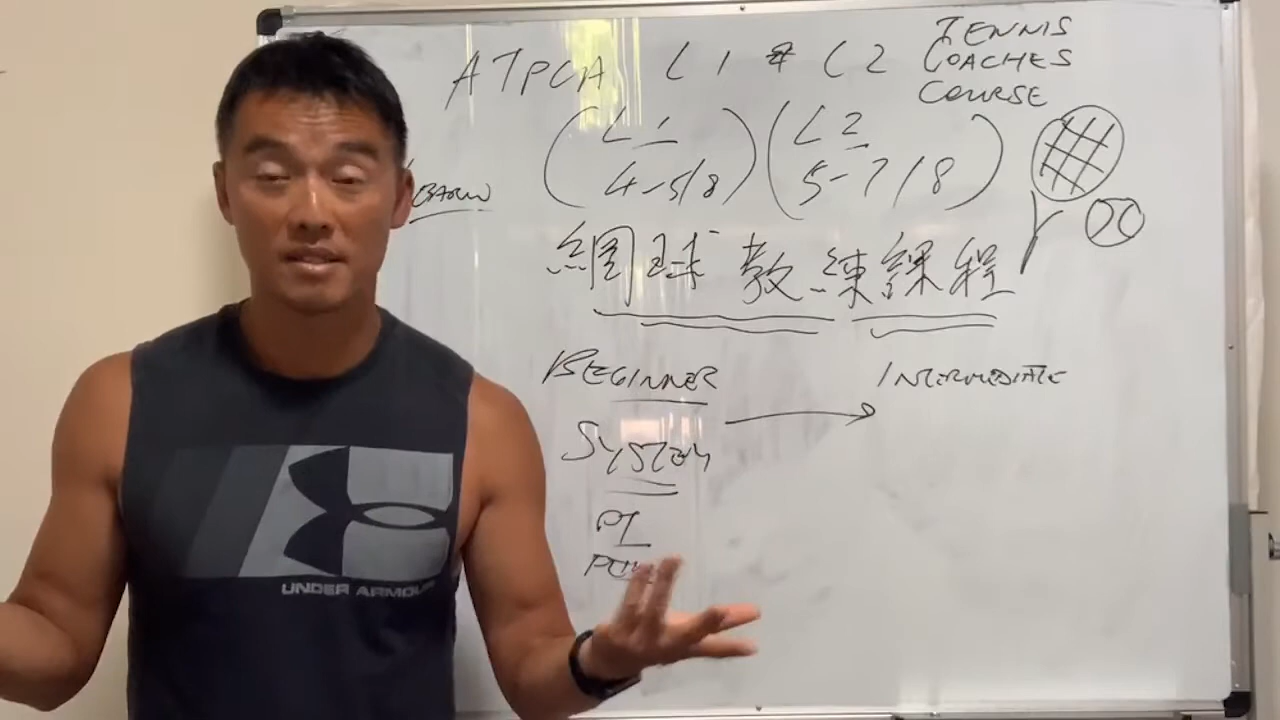 ATPCA L1 & L2 TENNIS
COACHES
COURSE
(L1
4-5/8)
(L2
5-7/8)
網球教練課程
BEGINNER
INTERMEDIATE
SYSTEM
PT
UNDER ARMOUR